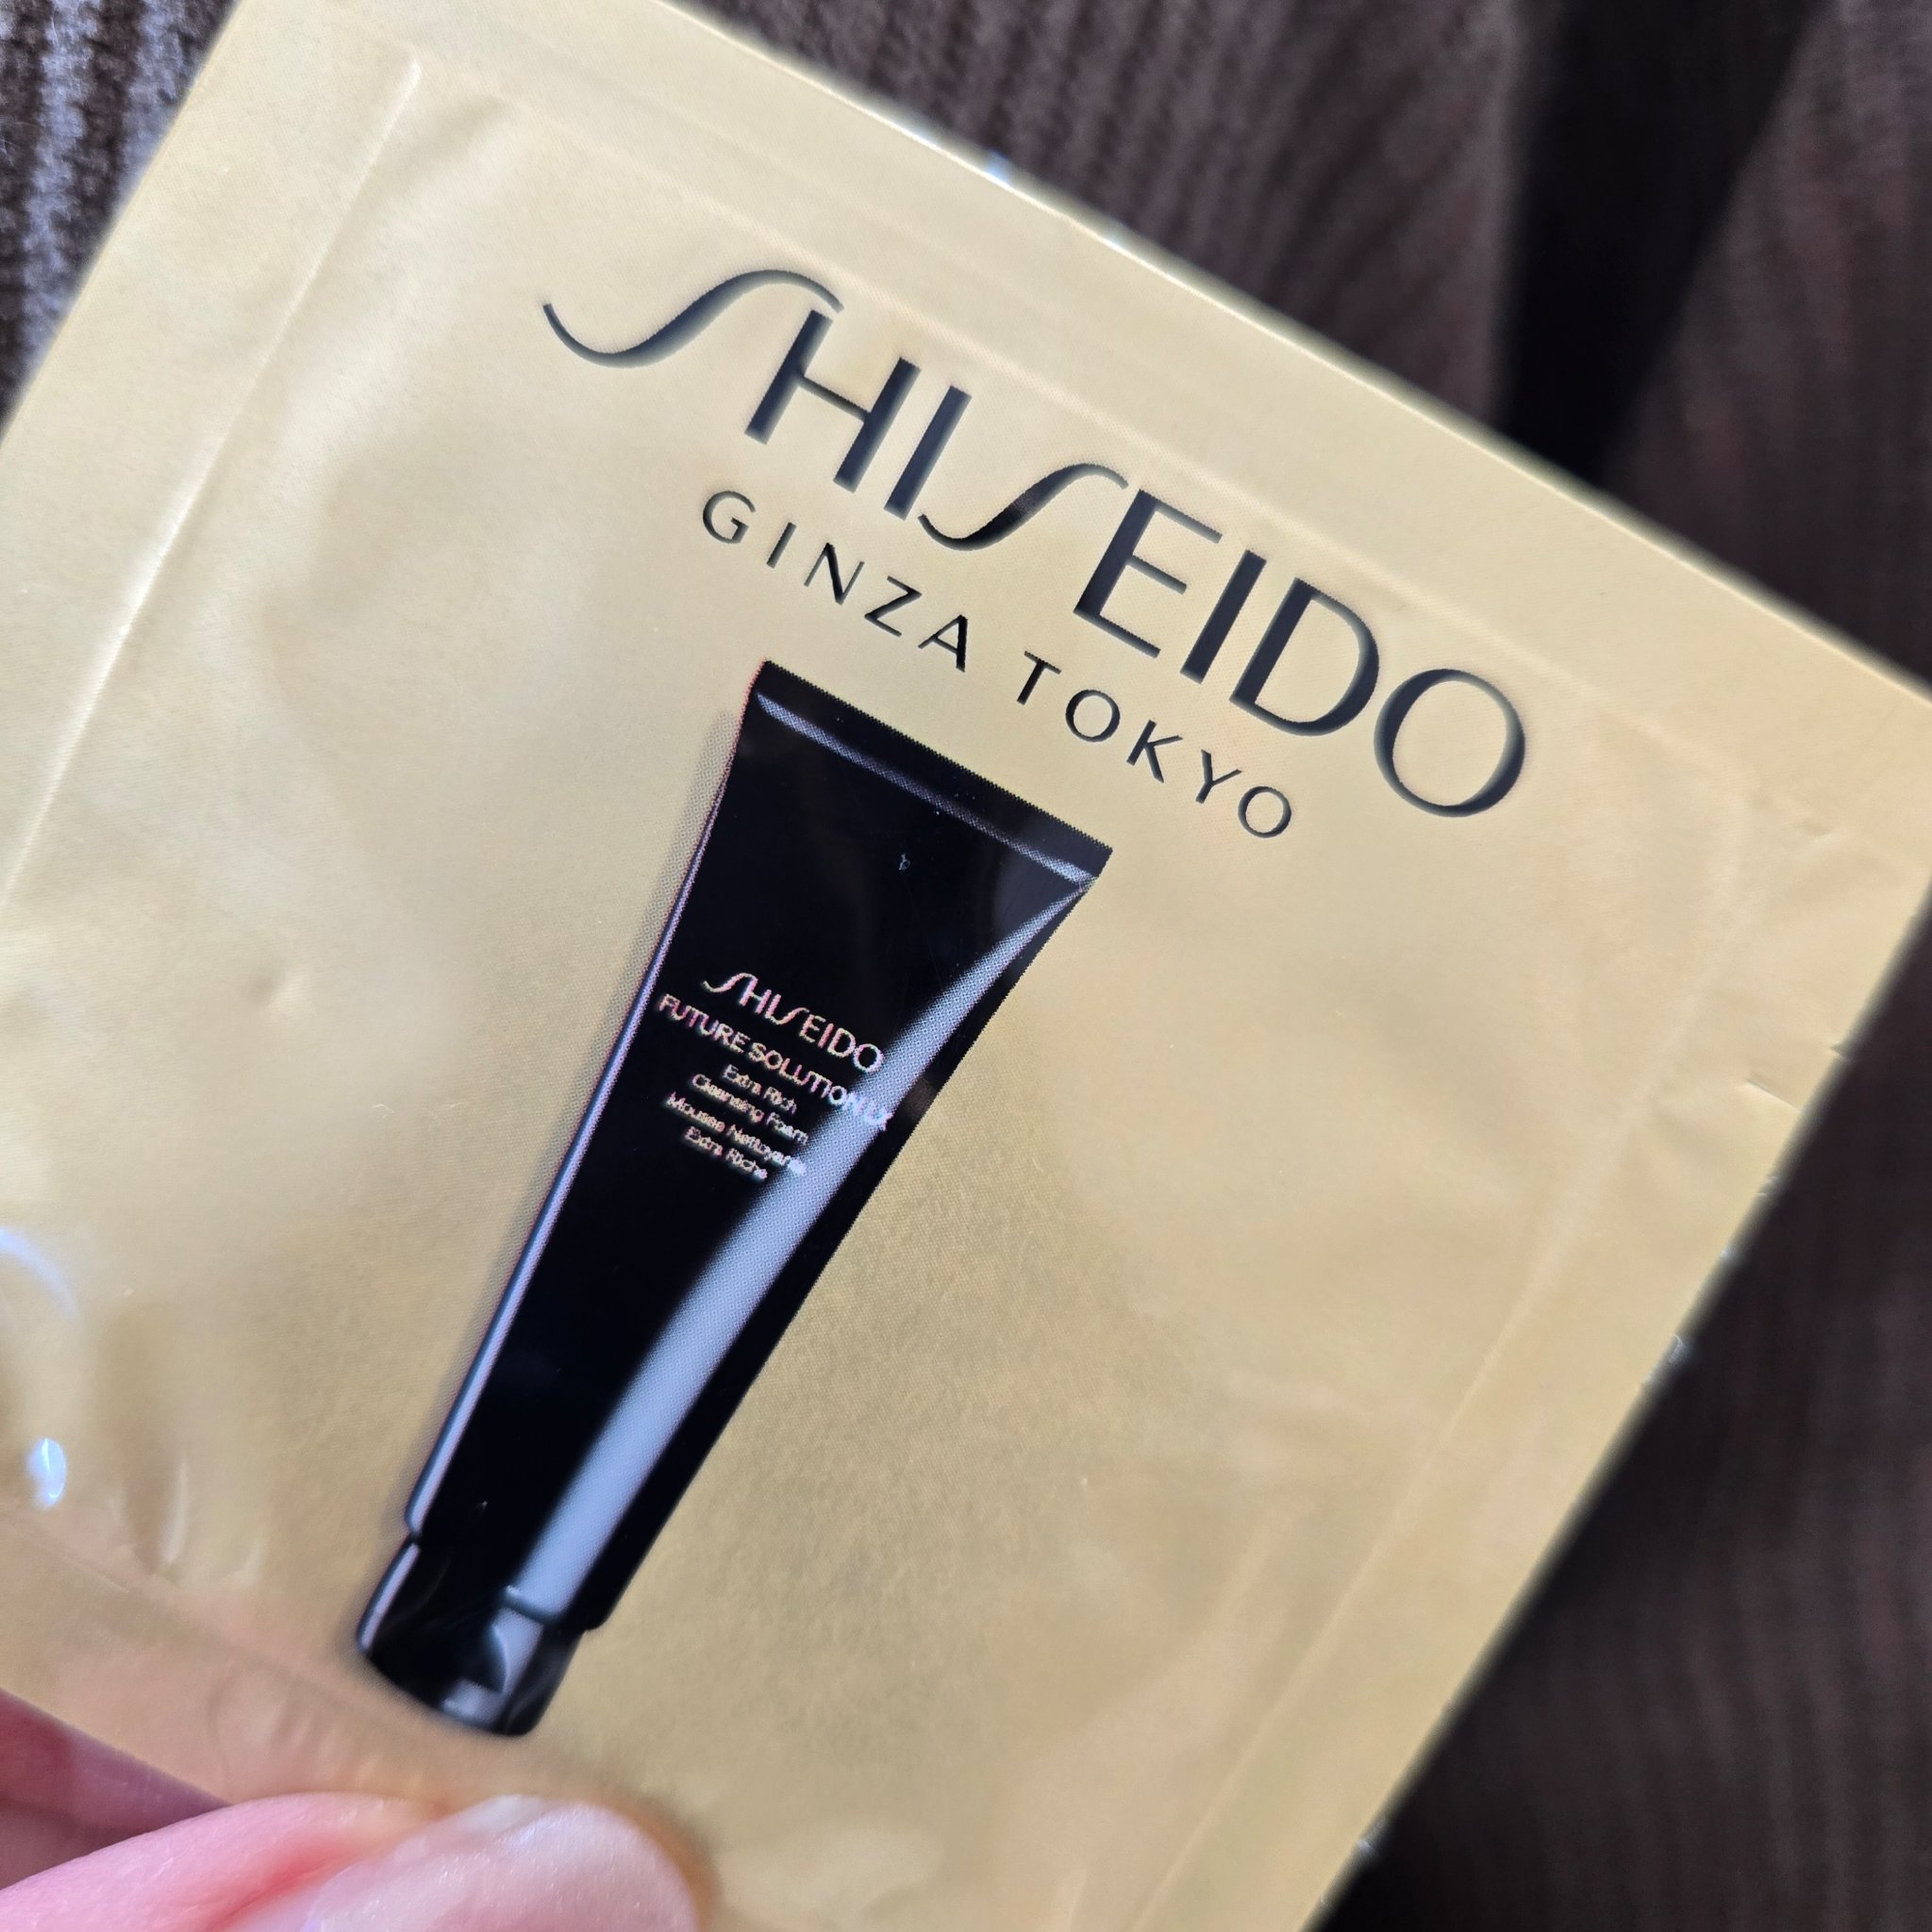 SHISEIDO
GINZA TOKYO
SHISEIDO
FUTURE SOLUTION LX
Extra Rich
Cleansing Foam
Mousse Nettoyante
Extra Riche